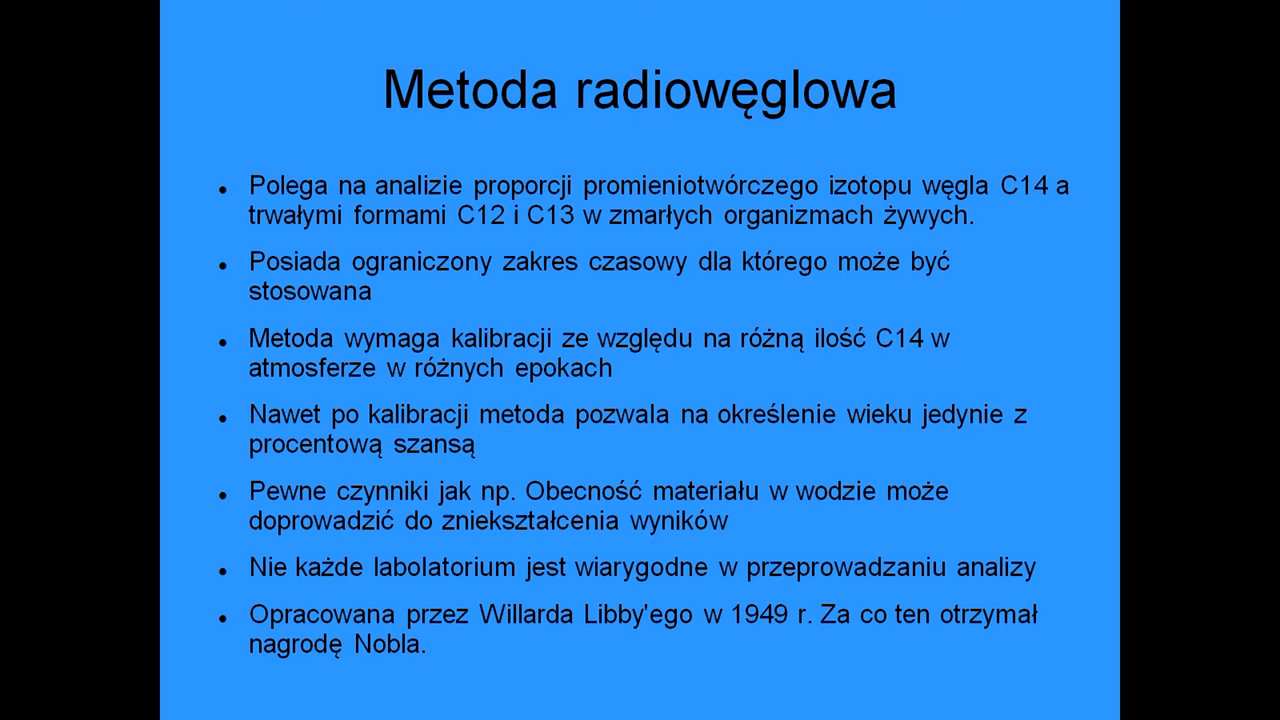 Metoda radiowęglowa
Polega na analizie proporcji promieniotwórczego izotopu węgla C14 a
trwałymi formami C12 i C13 w zmarłych organizmach żywych.
Posiada ograniczony zakres czasowy dla którego może być
stosowana
Metoda wymaga kalibracji ze względu na różną ilość C14 w
atmosferze w różnych epokach
Nawet po kalibracji metoda pozwala na określenie wieku jedynie z
procentową szansą
Pewne czynniki jak np. Obecność materiału w wodzie może
doprowadzić do zniekształcenia wyników
Nie każde labolatorium jest wiarygodne w przeprowadzaniu analizy
Opracowana przez Willarda Libby'ego w 1949 r. Za co ten otrzymał
nagrodę Nobla.